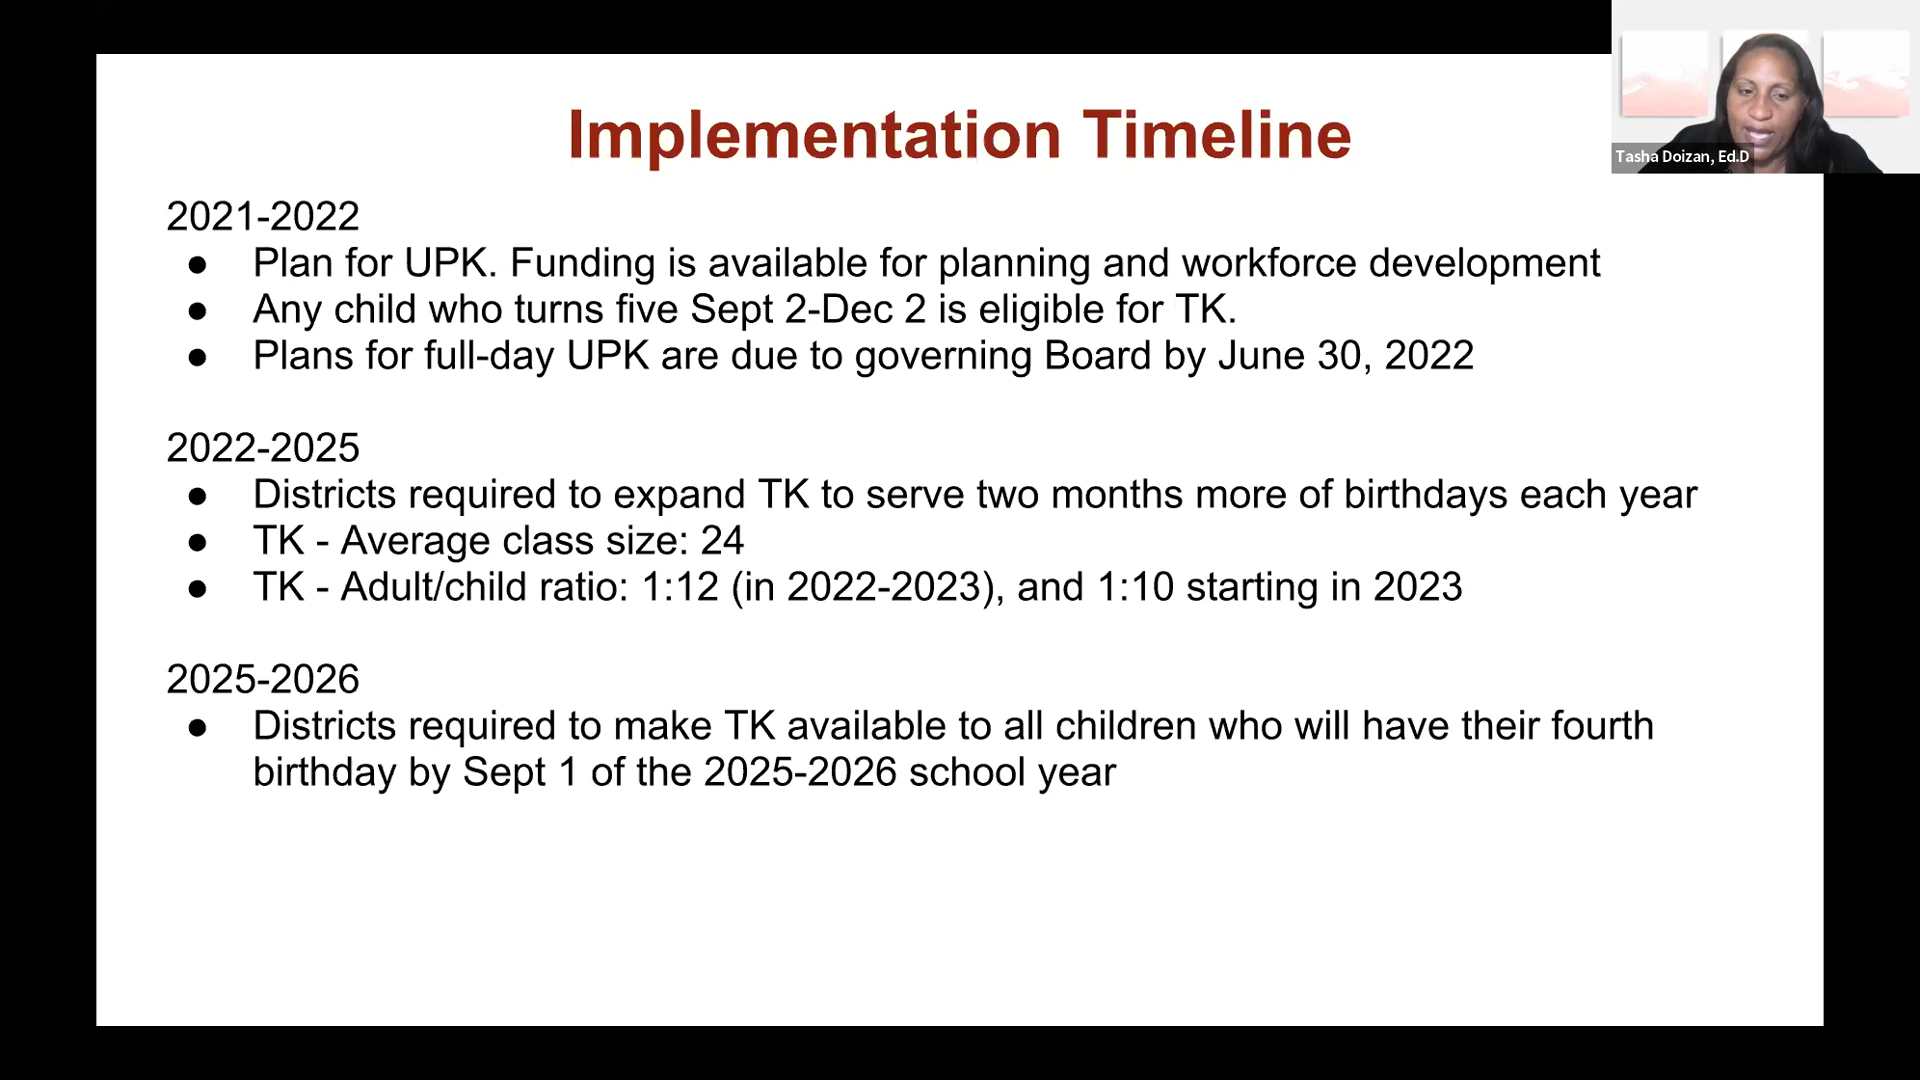 Implementation Timeline
Tasha Doizan, Ed.D
2021-2022
● Plan for UPK. Funding is available for planning and workforce development
● Any child who turns five Sept 2-Dec 2 is eligible for TK.
● Plans for full-day UPK are due to governing Board by June 30, 2022
2022-2025
● Districts required to expand TK to serve two months more of birthdays each year
● TK - Average class size: 24
● TK - Adult/child ratio: 1:12 (in 2022-2023), and 1:10 starting in 2023
2025-2026
● Districts required to make TK available to all children who will have their fourth
birthday by Sept 1 of the 2025-2026 school year